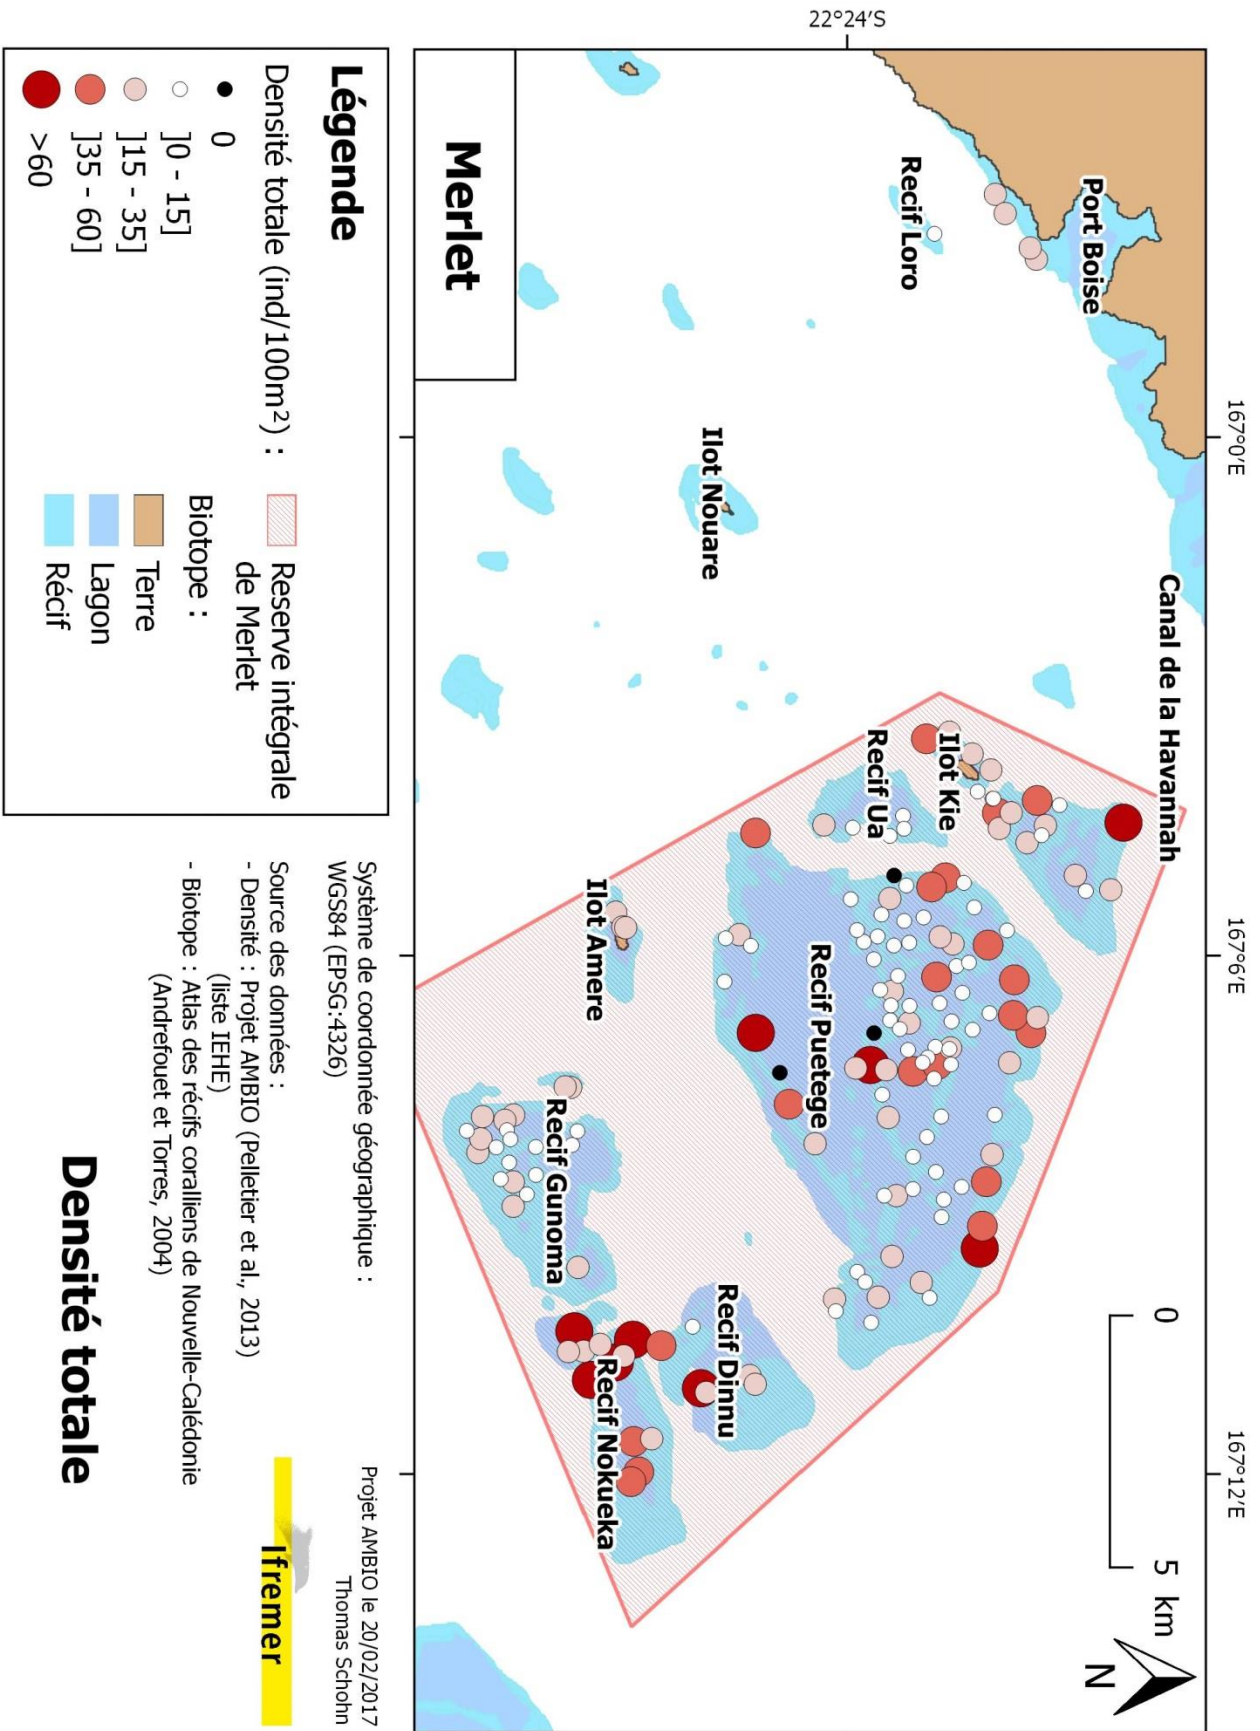 167°0'E
167°6'E
167°12'E
22°24'S
Canal de la Havannah
Port Boise
Recif Loro
Ilot Nouare
Ilot Kie
Recif Ua
Recif Puetege
Ilot Amere
Recif Gunoma
Recif Dinnu
Recif Nokueka
0 5 km
N
Merlet
Légende
Densité totale (ind/100m²) :
0
]0 - 15]
]15 - 35]
]35 - 60]
>60
Reserve intégrale
de Merlet
Biotope :
Terre
Lagon
Récif
Système de coordonnée géographique :
WGS84 (EPSG:4326)
Source des données :
- Densité : Projet AMBIO (Pelletier et al., 2013)
(liste IEHE)
- Biotope : Atlas des récifs coralliens de Nouvelle-Calédonie
(Andrefouet et Torres, 2004)
Projet AMBIO le 20/02/2017
Thomas Schohn
Ifremer
Densité totale